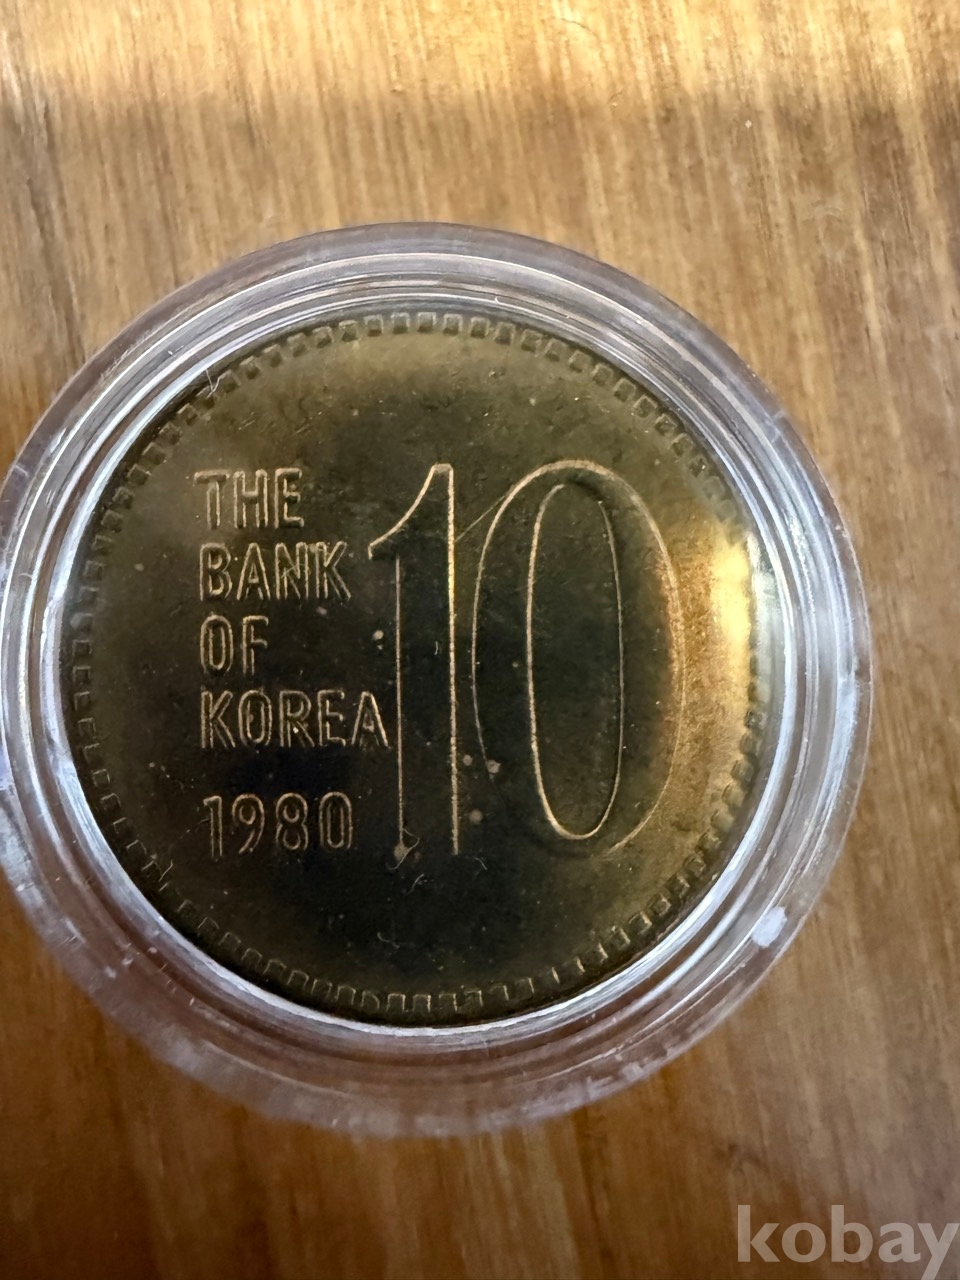 THE
BANK
OF
KOREA
1980
10
kobay